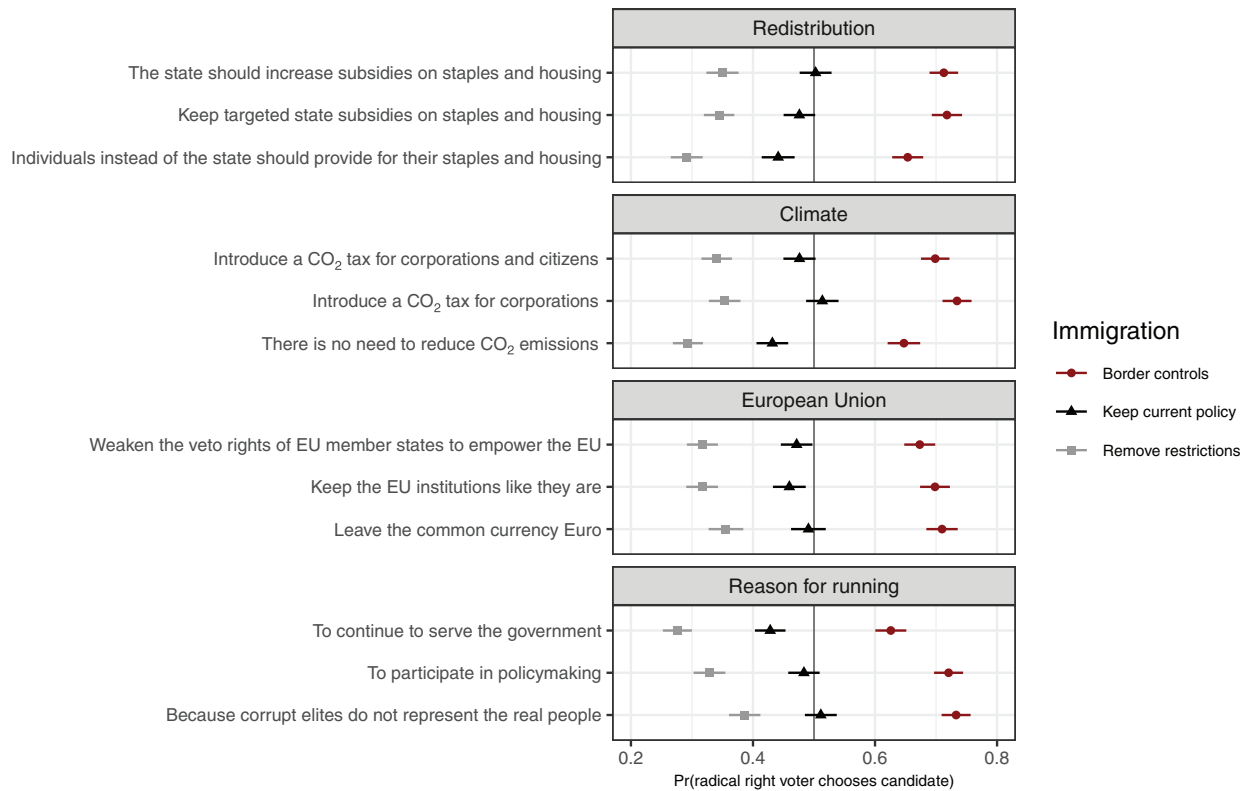 Redistribution
The state should increase subsidies on staples and housing
Keep targeted state subsidies on staples and housing
Individuals instead of the state should provide for their staples and housing
Climate
Introduce a CO₂ tax for corporations and citizens
Introduce a CO₂ tax for corporations
There is no need to reduce CO₂ emissions
European Union
Weaken the veto rights of EU member states to empower the EU
Keep the EU institutions like they are
Leave the common currency Euro
Reason for running
To continue to serve the government
To participate in policymaking
Because corrupt elites do not represent the real people
0.2 0.4 0.6 0.8
Pr(radical right voter chooses candidate)
Immigration
Border controls
Keep current policy
Remove restrictions